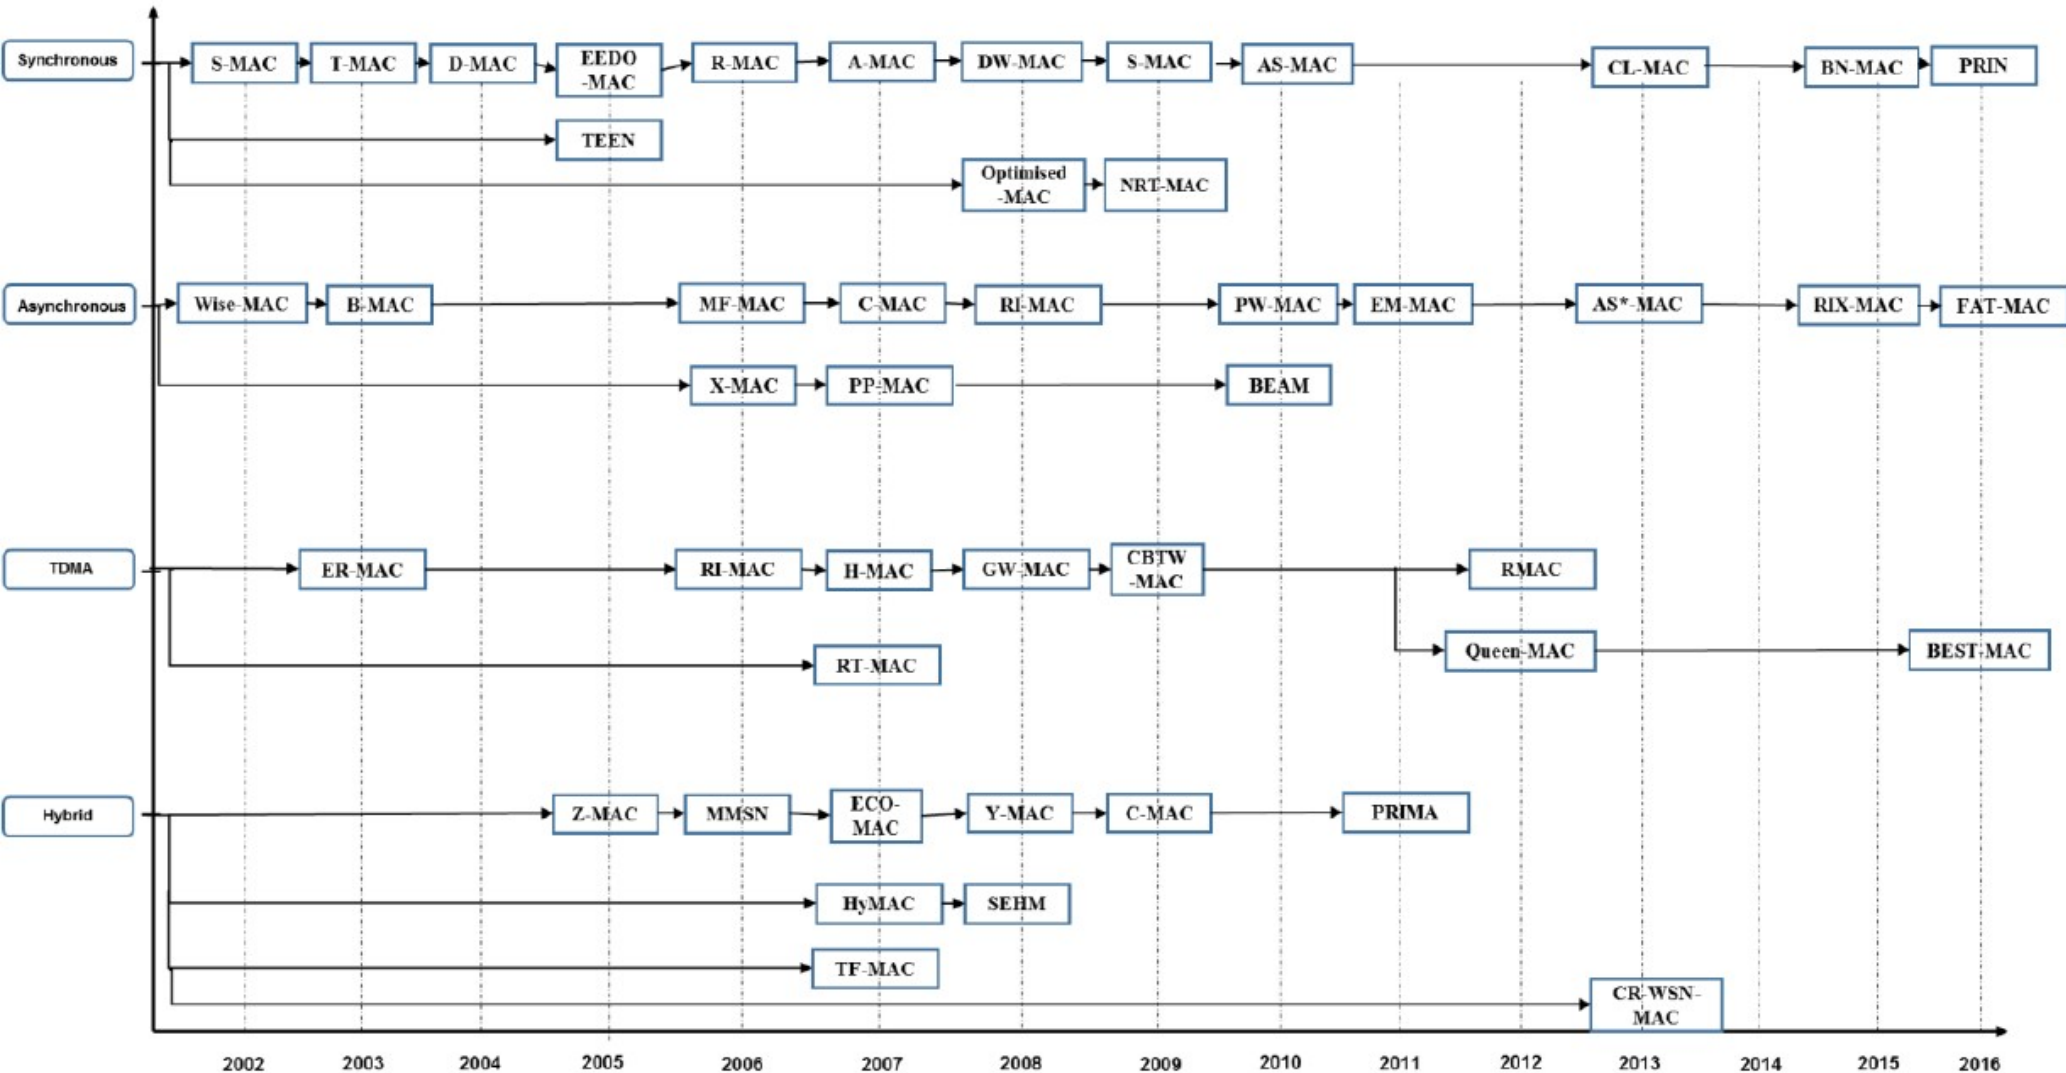 Synchronous
S-MAC
T-MAC
D-MAC
EEDO
-MAC
R-MAC
A-MAC
DW-MAC
S-MAC
AS-MAC
CL-MAC
BN-MAC
PRIN
TEEN
Optimised
-MAC
NRT-MAC
Asynchronous
Wise-MAC
B-MAC
MF-MAC
C-MAC
RI-MAC
PW-MAC
EM-MAC
AS*-MAC
RIX-MAC
FAT-MAC
X-MAC
PP-MAC
BEAM
TDMA
ER-MAC
RI-MAC
H-MAC
GW-MAC
CBTW
-MAC
RMAC
Queen-MAC
BEST-MAC
RT-MAC
Hybrid
Z-MAC
MMSN
ECO-
MAC
Y-MAC
C-MAC
PRIMA
HyMAC
SEHM
TF-MAC
CR-WSN-
MAC
2002
2003
2004
2005
2006
2007
2008
2009
2010
2011
2012
2013
2014
2015
2016